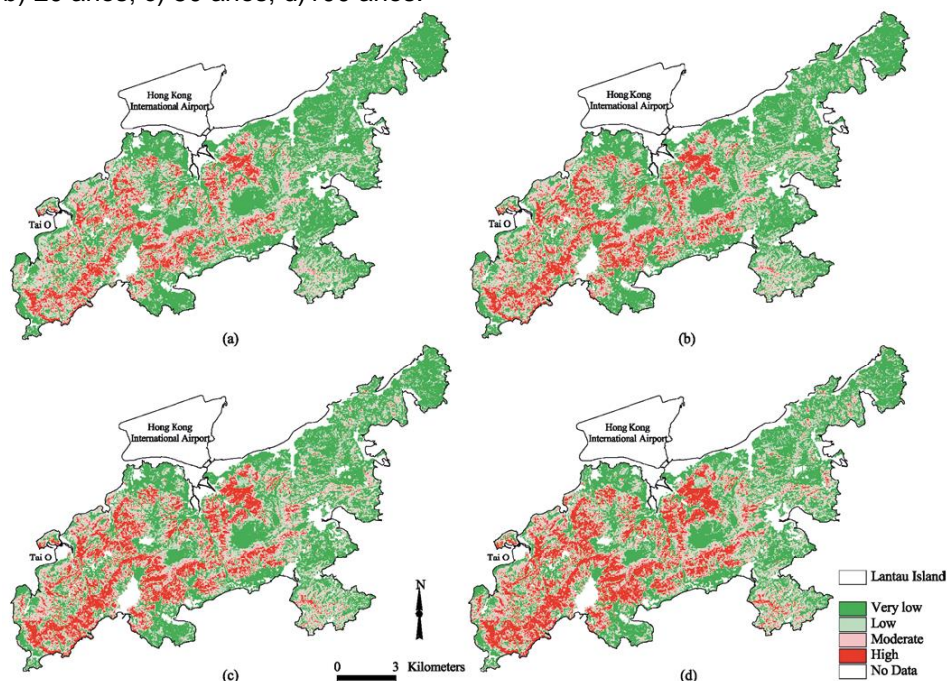 Hong Kong
International Airport
Tai O
(a)
Hong Kong
International Airport
Tai O
(b)
Hong Kong
International Airport
Tai O
(c)
N
0 3 Kilometers
Hong Kong
International Airport
Tai O
(d)
Lantau Island
Very low
Low
Moderate
High
No Data